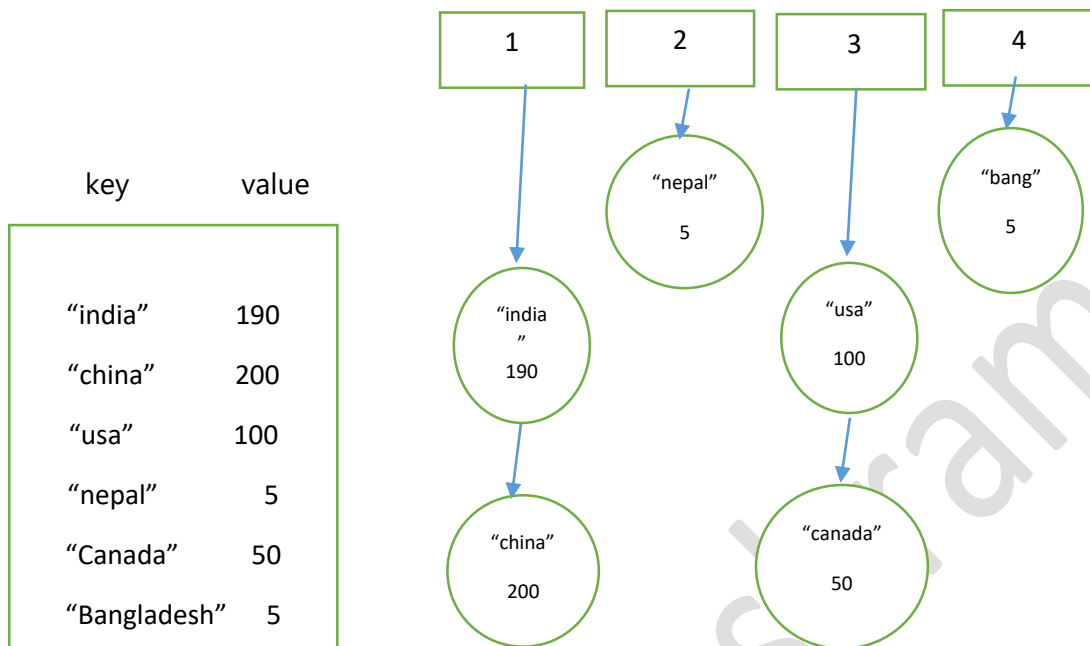 1 2 3 4
key value
“india” 190
“china” 200
“usa” 100
“nepal” 5
“Canada” 50
“Bangladesh” 5
“nepal”
5
“bang”
5
“india
”
190
“usa”
100
“china”
200
“canada”
50